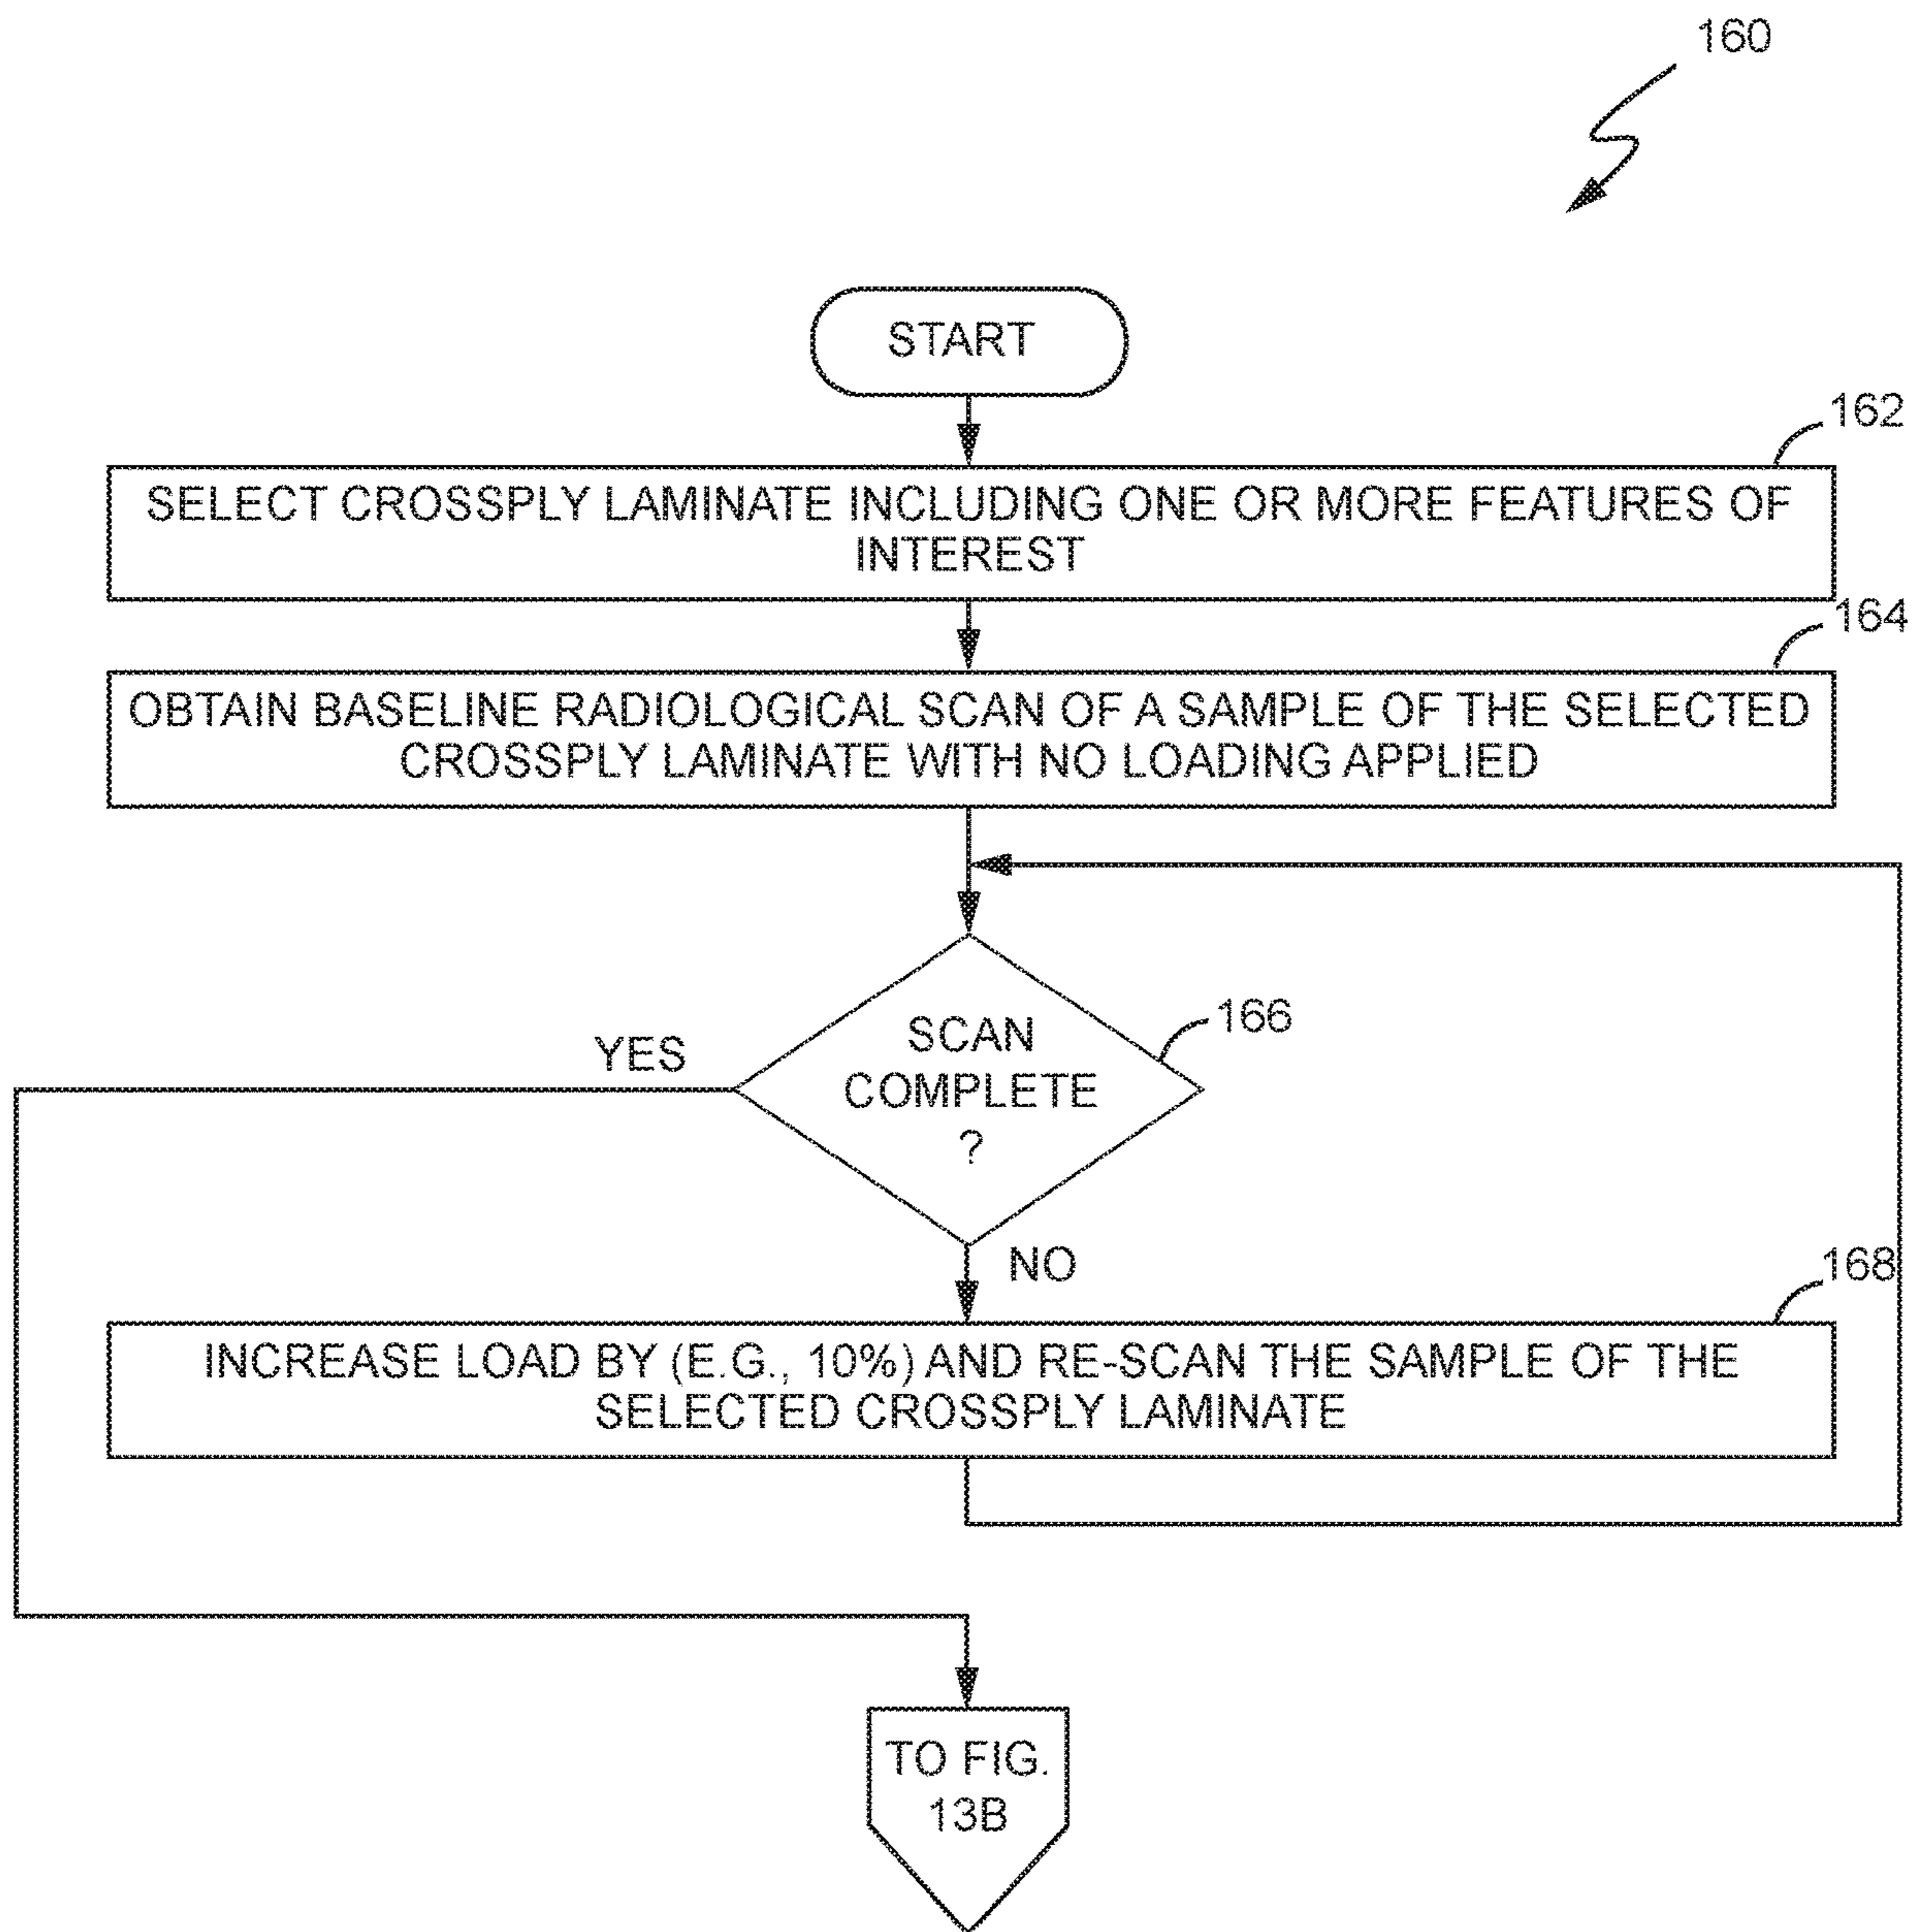 160
START
162
SELECT CROSSPLY LAMINATE INCLUDING ONE OR MORE FEATURES OF
INTEREST
164
OBTAIN BASELINE RADIOLOGICAL SCAN OF A SAMPLE OF THE SELECTED
CROSSPLY LAMINATE WITH NO LOADING APPLIED
166
SCAN
COMPLETE
?
YES
NO
168
INCREASE LOAD BY (E.G., 10%) AND RE-SCAN THE SAMPLE OF THE
SELECTED CROSSPLY LAMINATE
TO FIG.
13B